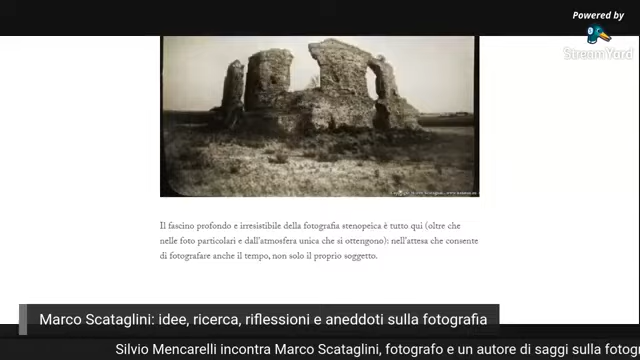 Powered by
StreamYard
Il fascino profondo e irresistibile della fotografia stenopeica è tutto qui (oltre che
nelle foto particolari e dall'atmosfera unica che si ottengono): nell'attesa che consente
di fotografare anche il tempo, non solo il proprio soggetto.
Marco Scataglini: idee, ricerca, riflessioni e aneddoti sulla fotografia
Silvio Mencarelli incontra Marco Scataglini, fotografo e un autore di saggi sulla fotog